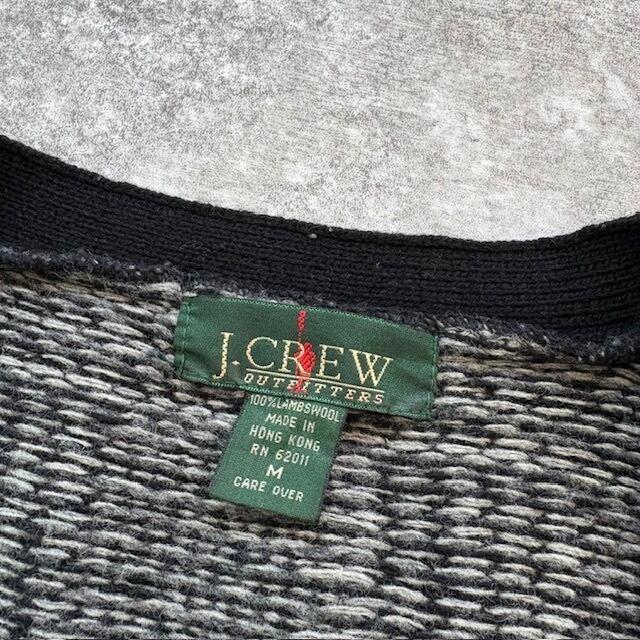 J.CREW
OUTFITTERS
100% LAMBSWOOL
MADE IN
HONG KONG
RN 62011
M
CARE OVER